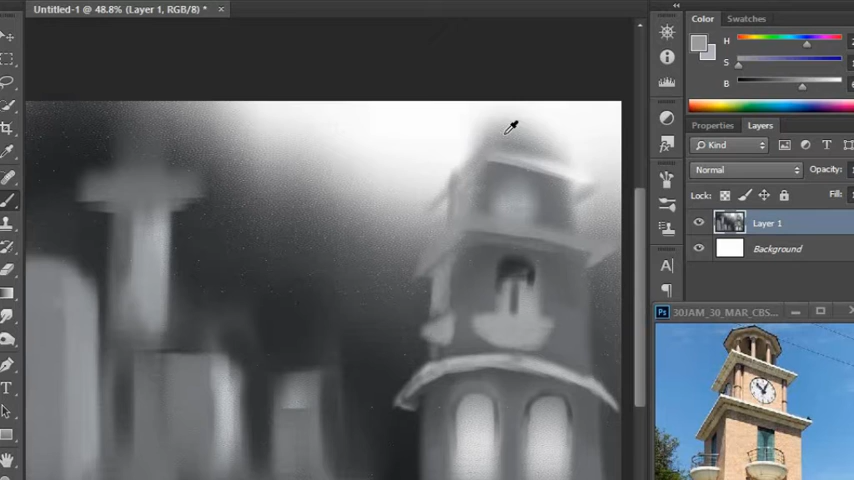 Untitled-1 @ 48.8% (Layer 1, RGB/8) *
Color Swatches
H
S
B
Properties Layers
Kind
Normal Opacity:
Lock: Fill:
Layer 1
Background
Ps 30JAM_30_MAR_CBS...